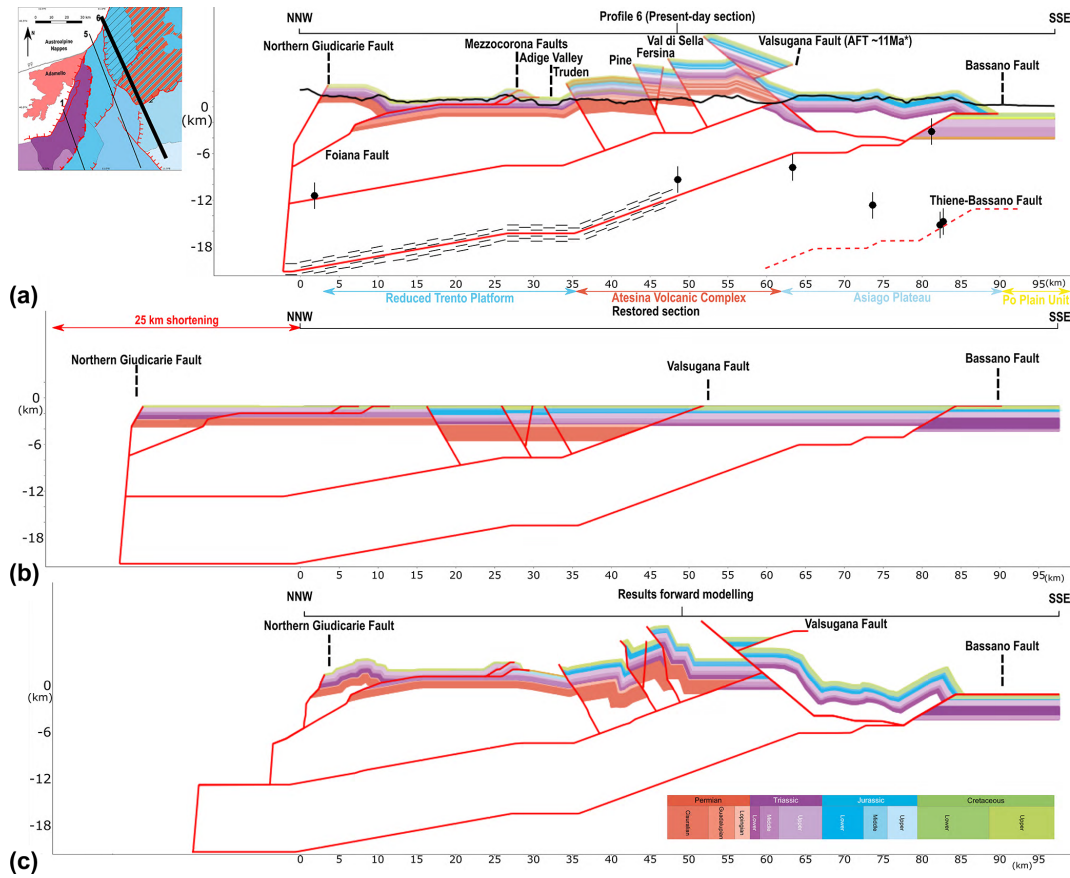 0 10 20 30 km
N
Austroalpine
Nappes
Adamello
1
5
6
NNW
Profile 6 (Present-day section)
SSE
Northern Giudicarie Fault
Mezzocorona Faults
Adige Valley
Truden
Pine
Fersina
Val di Sella
Valsugana Fault (AFT ~11Ma*)
Bassano Fault
0
(km)
-6
-12
-18
Foiana Fault
Thiene-Bassano Fault
0 5 10 15 20 25 30 35 40 45 50 55 60 65 70 75 80 85 90 95(km)
(a)
Reduced Trento Platform
Atesina Volcanic Complex
Asiago Plateau
Po Plain Unit
25 km shortening
NNW
Restored section
SSE
Northern Giudicarie Fault
Valsugana Fault
Bassano Fault
0
(km)
-6
-12
-18
0 5 10 15 20 25 30 35 40 45 50 55 60 65 70 75 80 85 90 95(km)
(b)
NNW
Results forward modelling
SSE
Northern Giudicarie Fault
Valsugana Fault
Bassano Fault
0
(km)
-6
-12
-18
Permian Triassic Jurassic Cretaceous
Cisuralian Guadalupian Lopingian Lower Middle Upper Lower Middle Upper Lower Upper
0 5 10 15 20 25 30 35 40 45 50 55 60 65 70 75 80 85 90 95
(km)
(c)